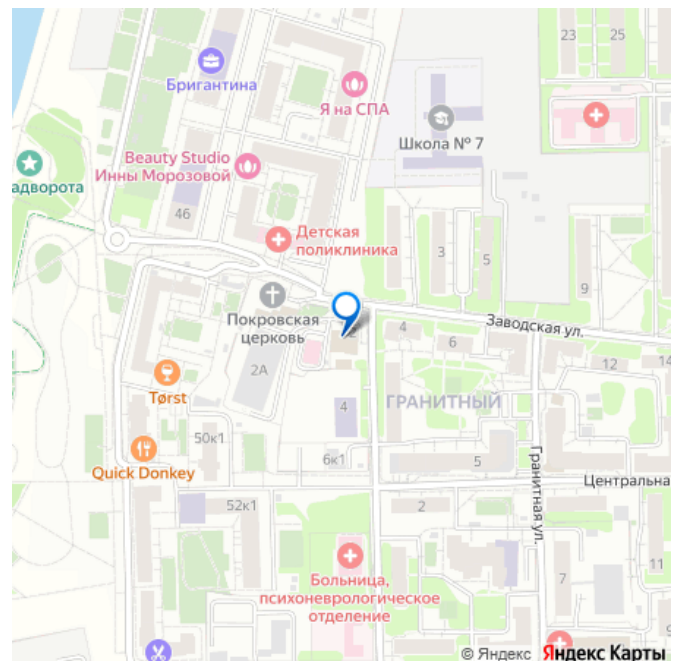 23
25
Бригантина
Я на СПА
Школа № 7
Beauty Studio
Инны Морозовой
адворота
46
Детская
поликлиника
3
5
9
Покровская
церковь
Заводская ул.
2
4
6
12
14
2А
Tørst
4
ГРАНИТНЫЙ
50к1
Quick Donkey
6к1
5
Гранитная ул.
Центральна
52к1
2
11
Больница,
психоневрологическое
отделение
7
9
© Яндекс Яндекс Карты